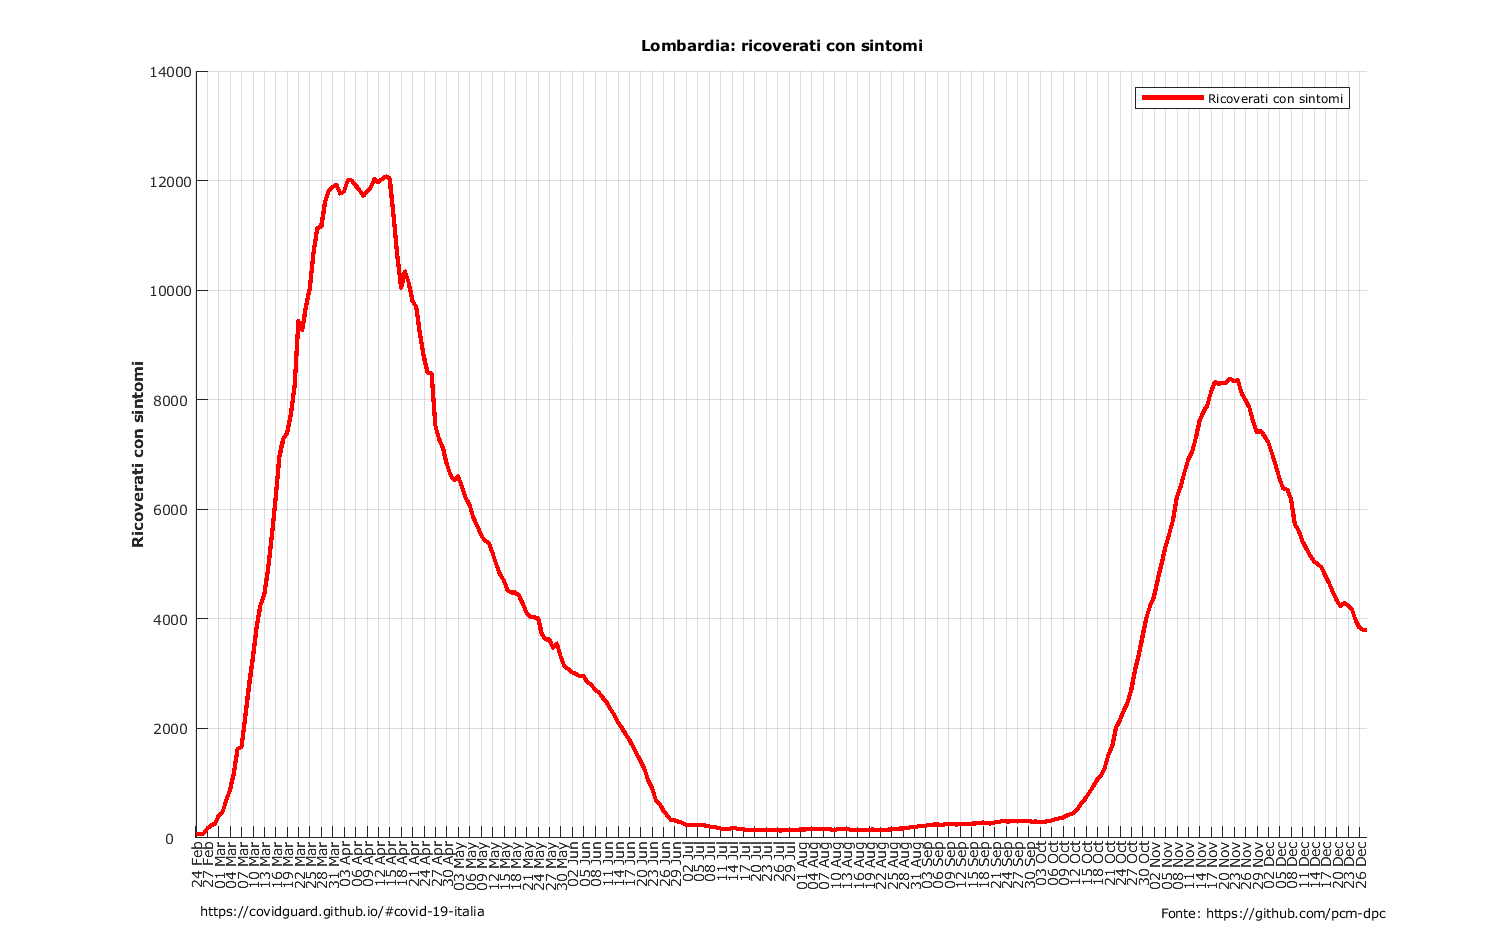 Lombardia: ricoverati con sintomi
Ricoverati con sintomi
Ricoverati con sintomi
14000
12000
10000
8000
6000
4000
2000
0
24 Feb
27 Feb
01 Mar
04 Mar
07 Mar
10 Mar
13 Mar
16 Mar
19 Mar
22 Mar
25 Mar
28 Mar
31 Mar
03 Apr
06 Apr
09 Apr
12 Apr
15 Apr
18 Apr
21 Apr
24 Apr
27 Apr
30 Apr
03 May
06 May
09 May
12 May
15 May
18 May
21 May
24 May
27 May
30 May
02 Jun
05 Jun
08 Jun
11 Jun
14 Jun
17 Jun
20 Jun
23 Jun
26 Jun
29 Jun
02 Jul
05 Jul
08 Jul
11 Jul
14 Jul
17 Jul
20 Jul
23 Jul
26 Jul
29 Jul
01 Aug
04 Aug
07 Aug
10 Aug
13 Aug
16 Aug
19 Aug
22 Aug
25 Aug
28 Aug
31 Aug
03 Sep
06 Sep
09 Sep
12 Sep
15 Sep
18 Sep
21 Sep
24 Sep
27 Sep
30 Sep
03 Oct
06 Oct
09 Oct
12 Oct
15 Oct
18 Oct
21 Oct
24 Oct
27 Oct
30 Oct
02 Nov
05 Nov
08 Nov
11 Nov
14 Nov
17 Nov
20 Nov
23 Nov
26 Nov
29 Nov
02 Dec
05 Dec
08 Dec
11 Dec
14 Dec
17 Dec
20 Dec
23 Dec
26 Dec
https://covidguard.github.io/#covid-19-italia
Fonte: https://github.com/pcm-dpc